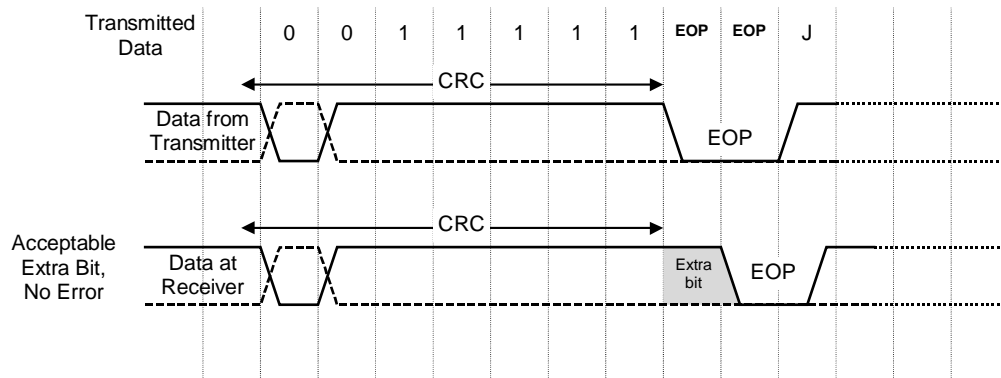 Transmitted
Data
0 0 1 1 1 1 1 EOP EOP J
CRC
Data from
Transmitter
EOP
CRC
Acceptable
Extra Bit,
No Error
Data at
Receiver
Extra
bit
EOP